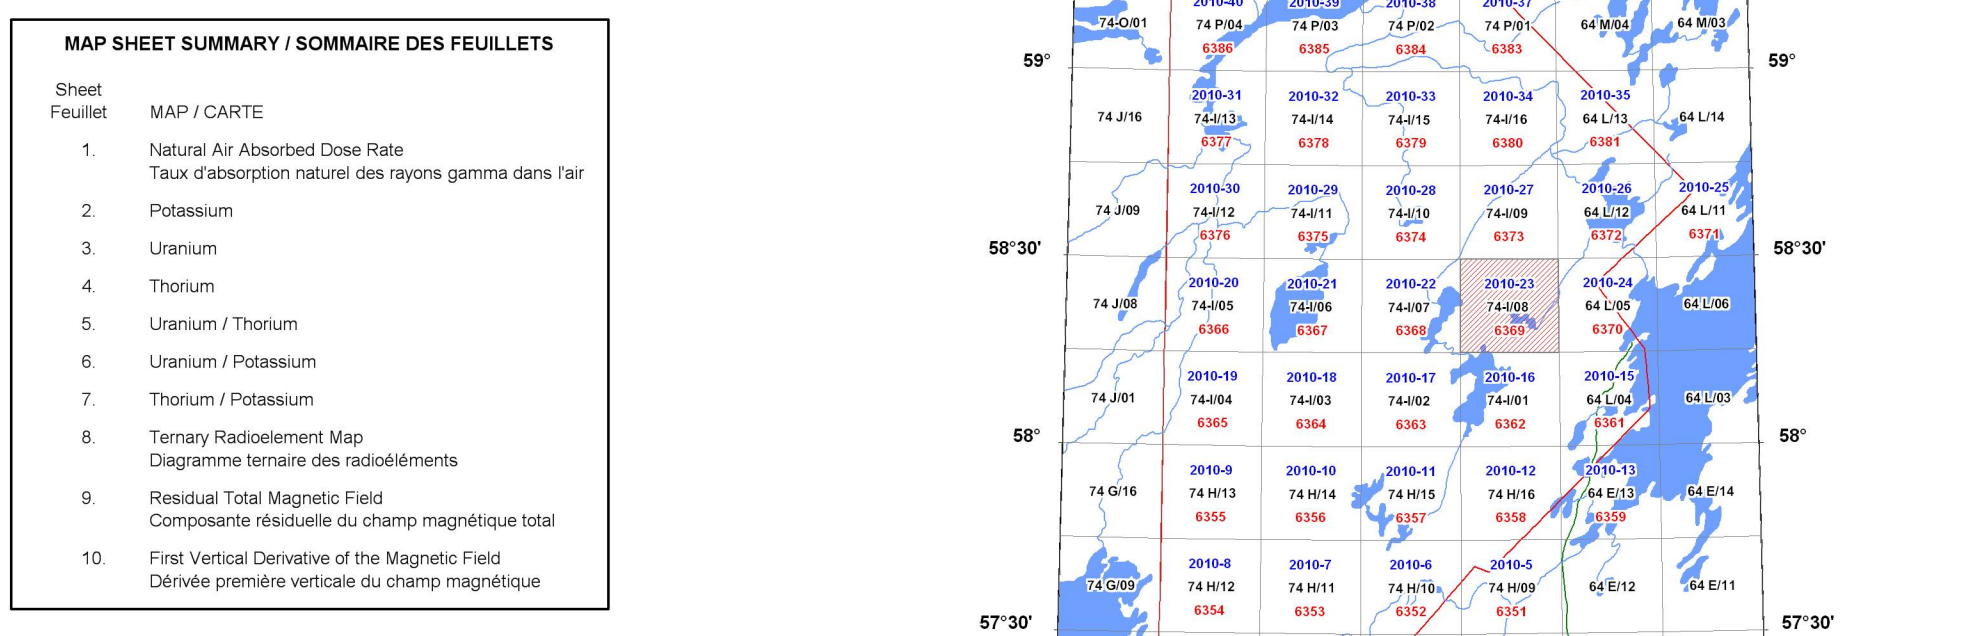 MAP SHEET SUMMARY / SOMMAIRE DES FEUILLETS
Sheet
Feuillet MAP / CARTE
1. Natural Air Absorbed Dose Rate
Taux d'absorption naturel des rayons gamma dans l'air
2. Potassium
3. Uranium
4. Thorium
5. Uranium / Thorium
6. Uranium / Potassium
7. Thorium / Potassium
8. Ternary Radioelement Map
Diagramme ternaire des radioéléments
9. Residual Total Magnetic Field
Composante résiduelle du champ magnétique total
10. First Vertical Derivative of the Magnetic Field
Dérivée première verticale du champ magnétique
2010-40 2010-39 2010-38 2010-37
74-O/01 74 P/04 74 P/03 74 P/02 74 P/01 64 M/04 64 M/03
6386 6385 6384 6383
59° 59°
2010-31 2010-32 2010-33 2010-34 2010-35
74 J/16 74-I/13 74-I/14 74-I/15 74-I/16 64 L/13 64 L/14
6377 6378 6379 6380 6381
2010-30 2010-29 2010-28 2010-27 2010-26 2010-25
74 J/09 74-I/12 74-I/11 74-I/10 74-I/09 64 L/12 64 L/11
6376 6375 6374 6373 6372 6371
58°30' 58°30'
2010-20 2010-21 2010-22 2010-23 2010-24
74 J/08 74-I/05 74-I/06 74-I/07 74-I/08 64 L/05 64 L/06
6366 6367 6368 6369 6370
2010-19 2010-18 2010-17 2010-16 2010-15
74 J/01 74-I/04 74-I/03 74-I/02 74-I/01 64 L/04 64 L/03
6365 6364 6363 6362 6361
58° 58°
2010-9 2010-10 2010-11 2010-12 2010-13
74 G/16 74 H/13 74 H/14 74 H/15 74 H/16 64 E/13 64 E/14
6355 6356 6357 6358 6359
2010-8 2010-7 2010-6 2010-5
74 G/09 74 H/12 74 H/11 74 H/10 74 H/09 64 E/12 64 E/11
6354 6353 6352 6351
57°30' 57°30'